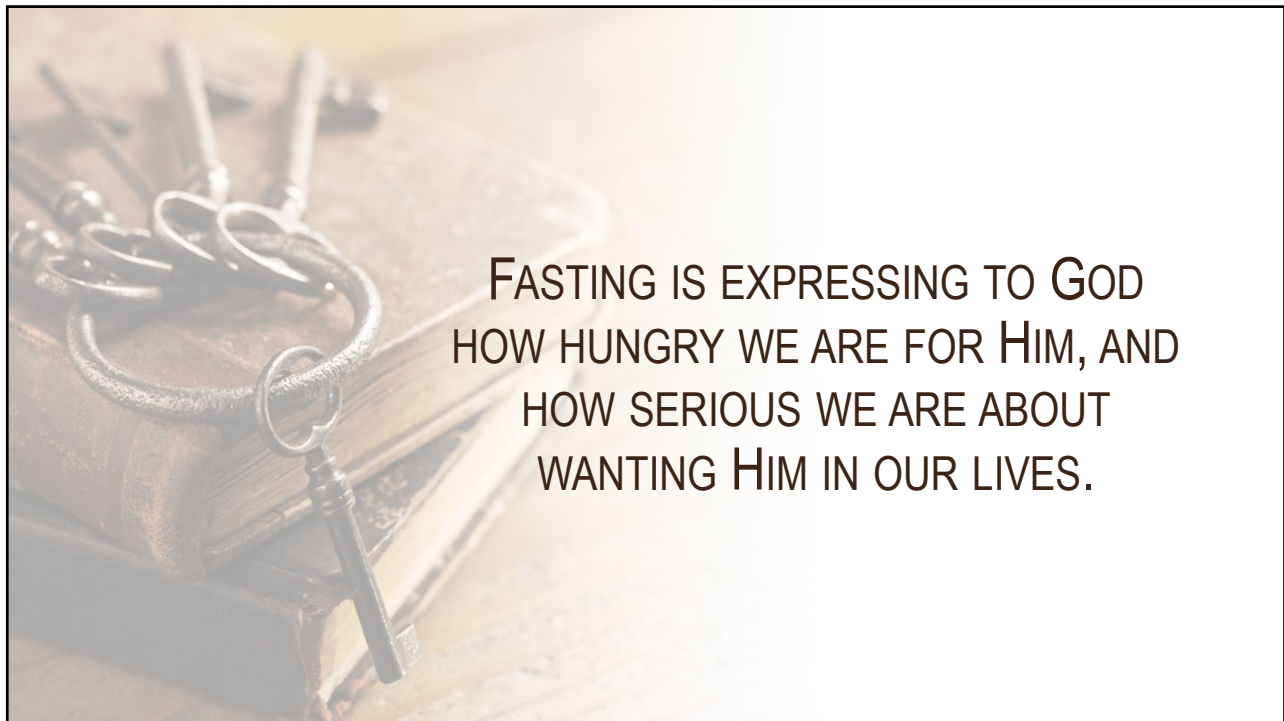 Fasting is expressing to God
how hungry we are for Him, and
how serious we are about
wanting Him in our lives.